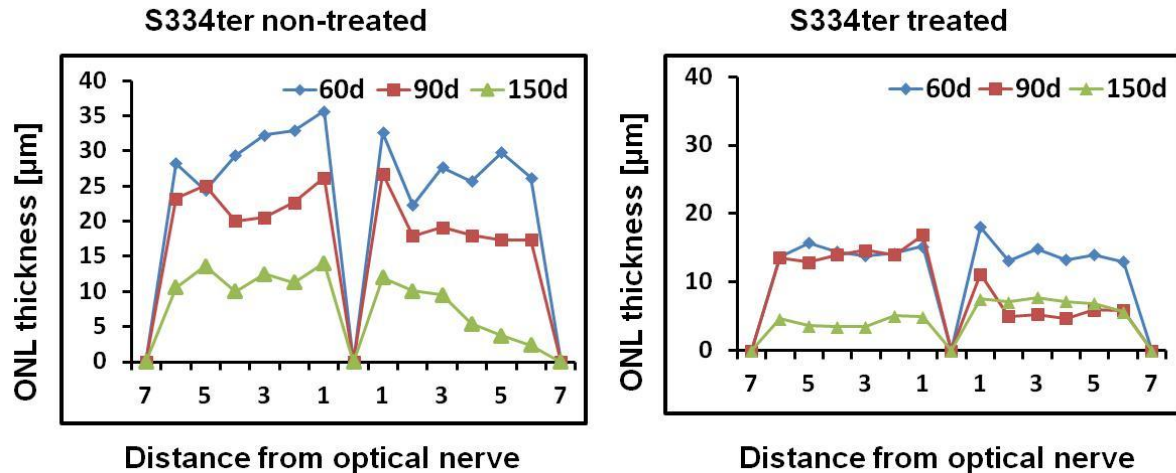 S334ter non-treated
ONL thickness [µm]
60d 90d 150d
40
35
30
25
20
15
10
5
0
7 5 3 1 1 3 5 7
Distance from optical nerve
S334ter treated
ONL thickness [µm]
60d 90d 150d
40
30
20
10
0
7 5 3 1 1 3 5 7
Distance from optical nerve